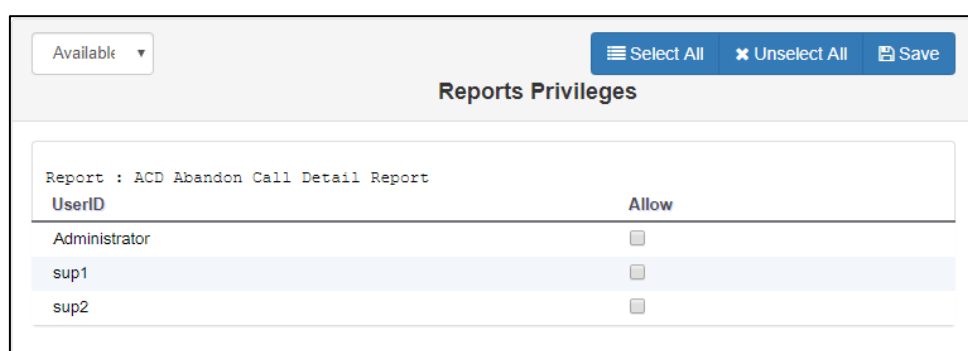 Available
Select All Unselect All Save
Reports Privileges
Report : ACD Abandon Call Detail Report
UserID Allow
Administrator
sup1
sup2